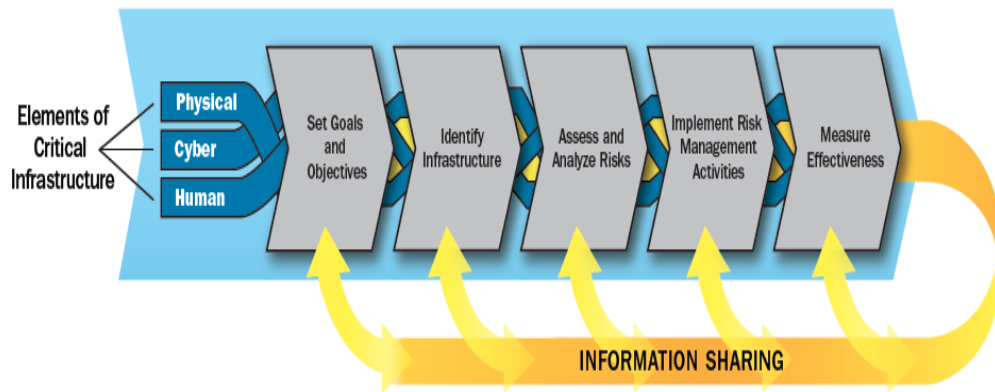 Elements of
Critical
Infrastructure
Physical
Cyber
Human
Set Goals
and
Objectives
Identify
Infrastructure
Assess and
Analyze Risks
Implement Risk
Management
Activities
Measure
Effectiveness
INFORMATION SHARING